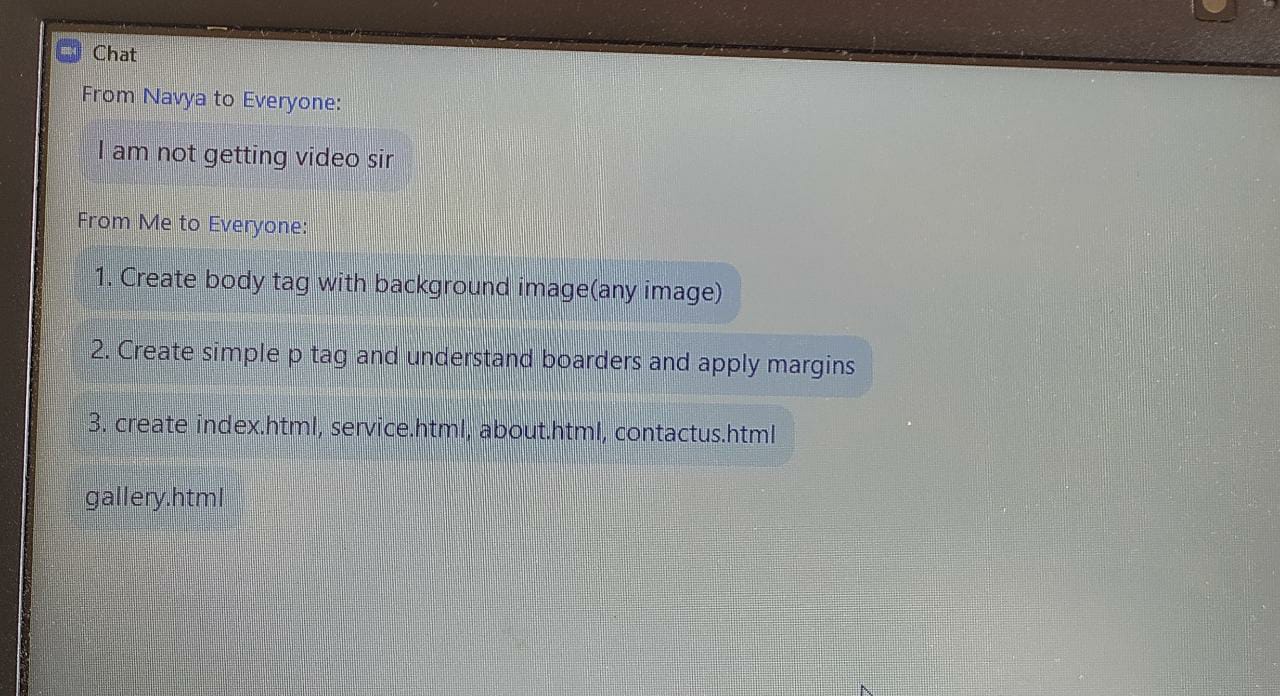 Chat
From Navya to Everyone:
I am not getting video sir
From Me to Everyone:
1. Create body tag with background image(any image)
2. Create simple p tag and understand boarders and apply margins
3. create index.html, service.html, about.html, contactus.html
gallery.html